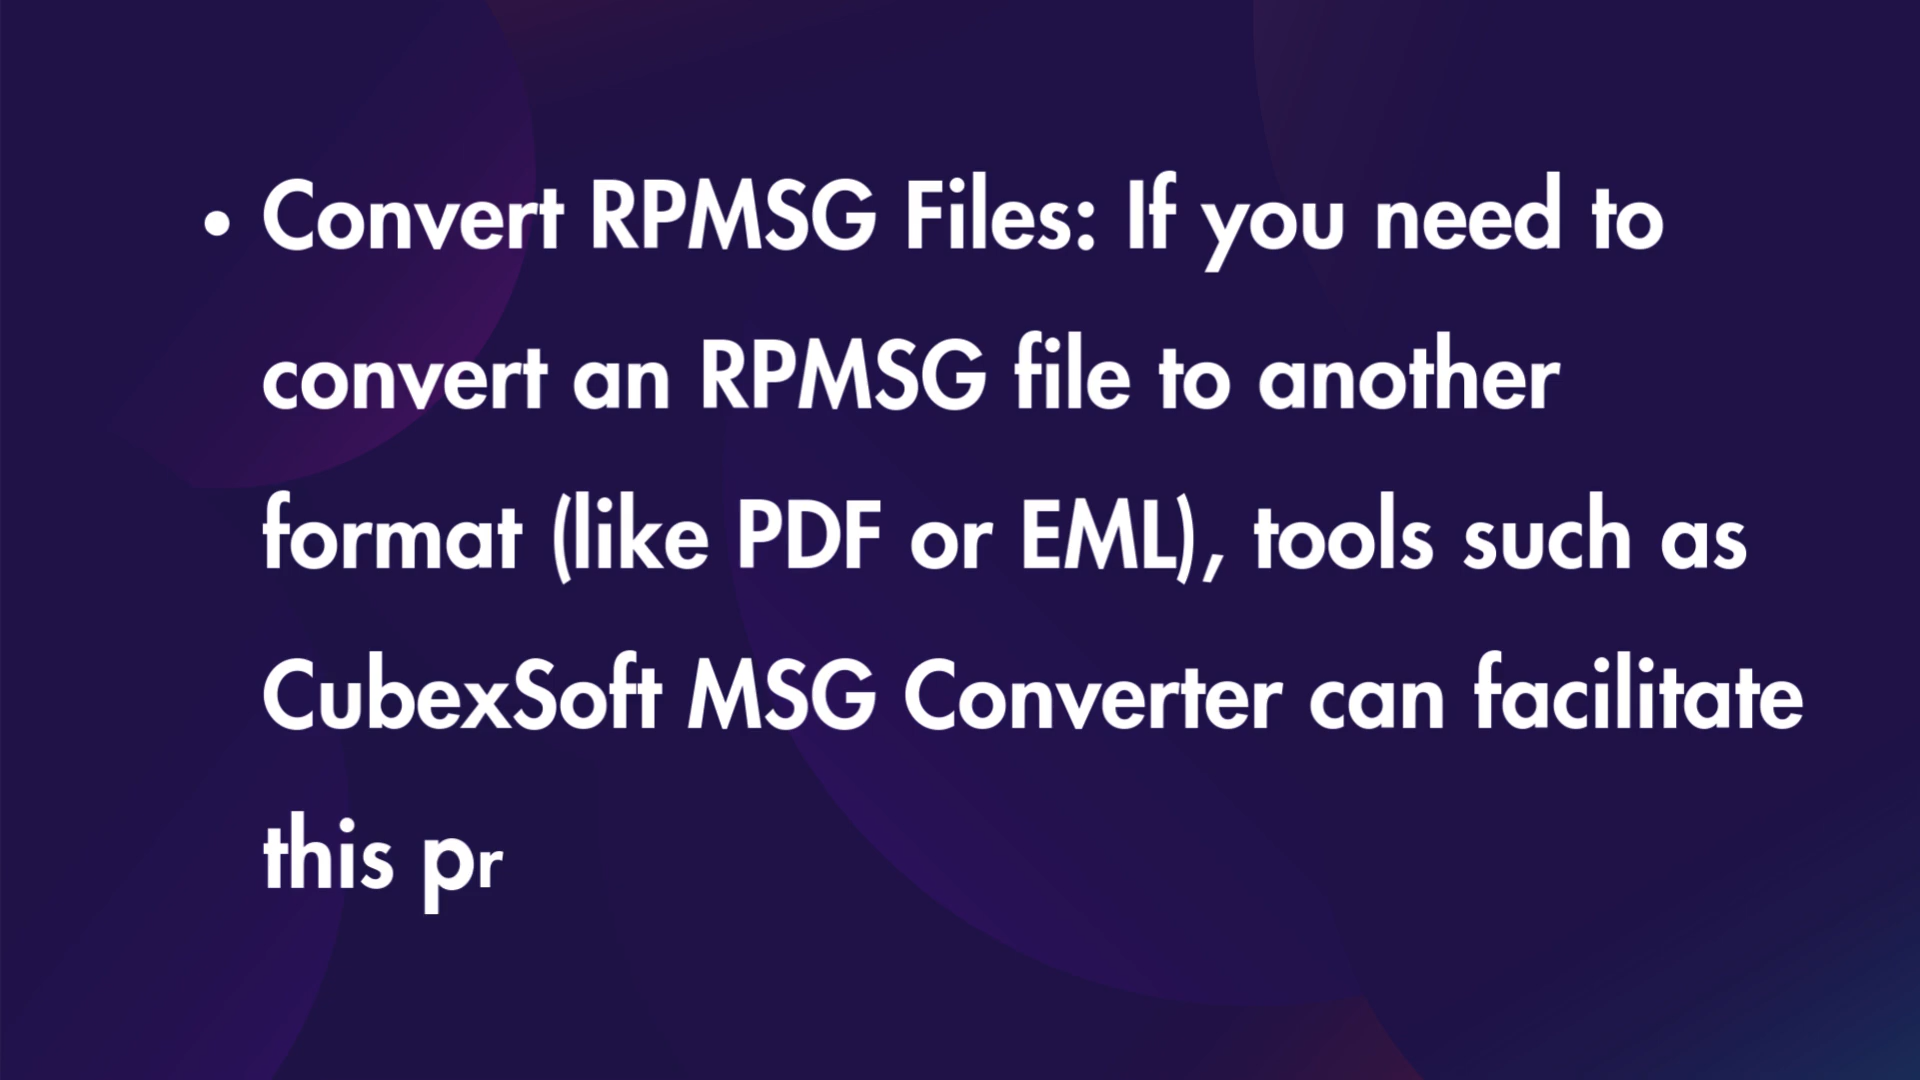 • Convert RPMSG Files: If you need to
convert an RPMSG file to another
format (like PDF or EML), tools such as
CubexSoft MSG Converter can facilitate
this pr